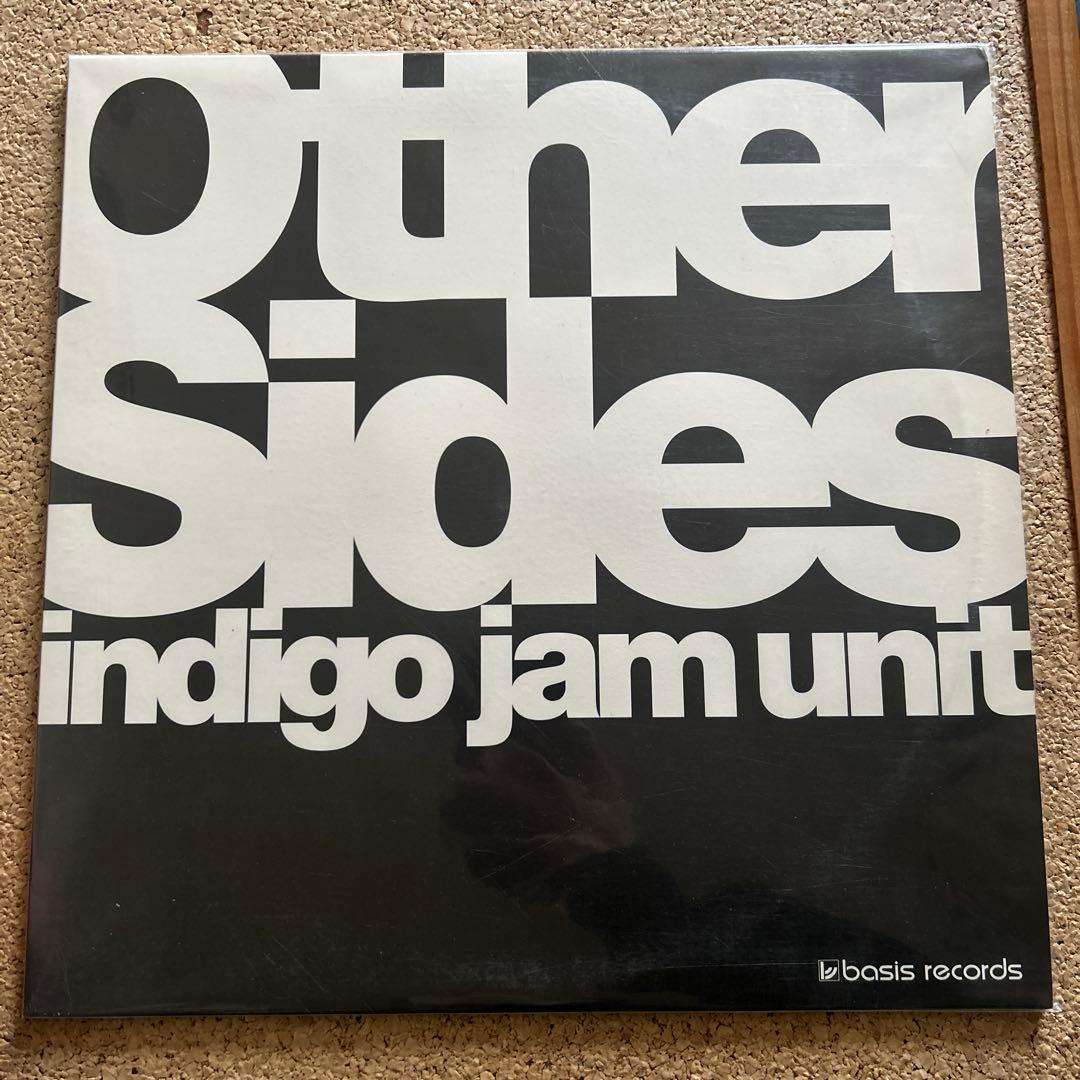 Other
Sides
indigo jam unit
basis records